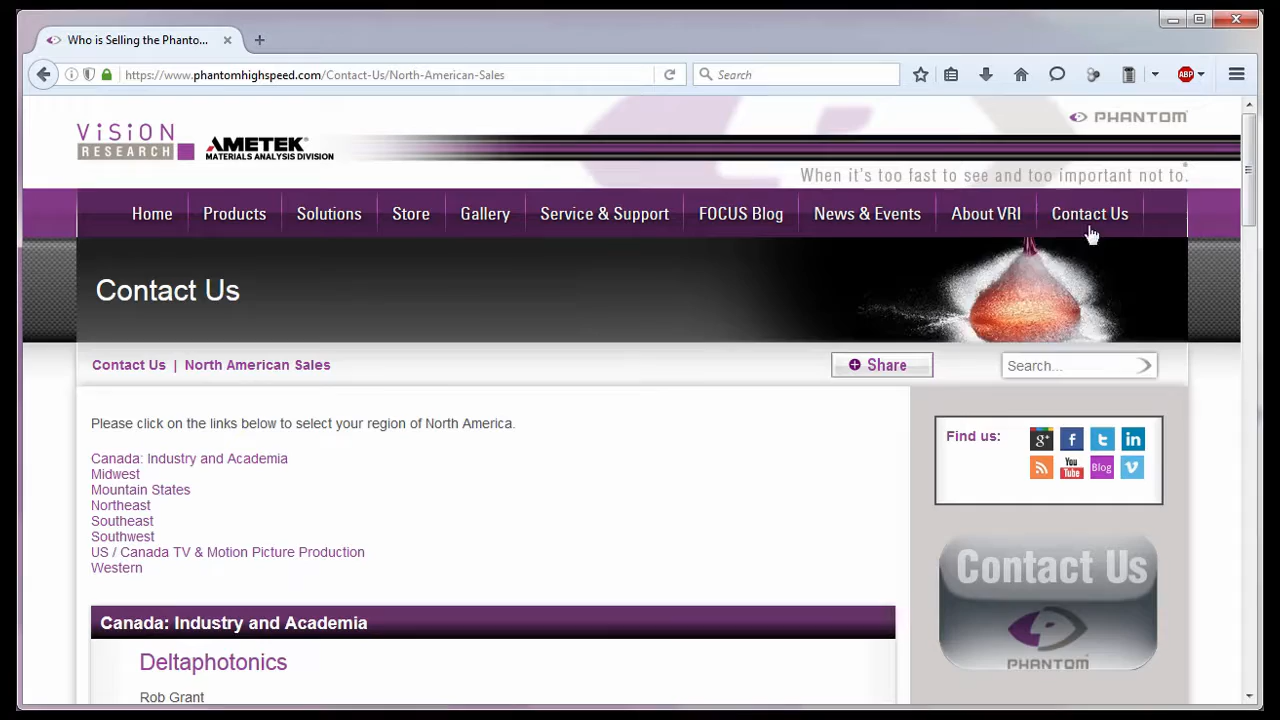 Who is Selling the Phanto...
https://www.phantomhighspeed.com/Contact-Us/North-American-Sales
Search
ABP
ViSiON
RESEARCH
AMETEK®
MATERIALS ANALYSIS DIVISION
PHANTOM
When it's too fast to see and too important not to.®
Home
Products
Solutions
Store
Gallery
Service & Support
FOCUS Blog
News & Events
About VRI
Contact Us
Contact Us
Contact Us | North American Sales
Share
Search...
Please click on the links below to select your region of North America.
Canada: Industry and Academia
Midwest
Mountain States
Northeast
Southeast
Southwest
US / Canada TV & Motion Picture Production
Western
Canada: Industry and Academia
Deltaphotonics
Rob Grant
Find us:
g+
f
t
in
You
Tube
Blog
v
Contact Us
PHANTOM